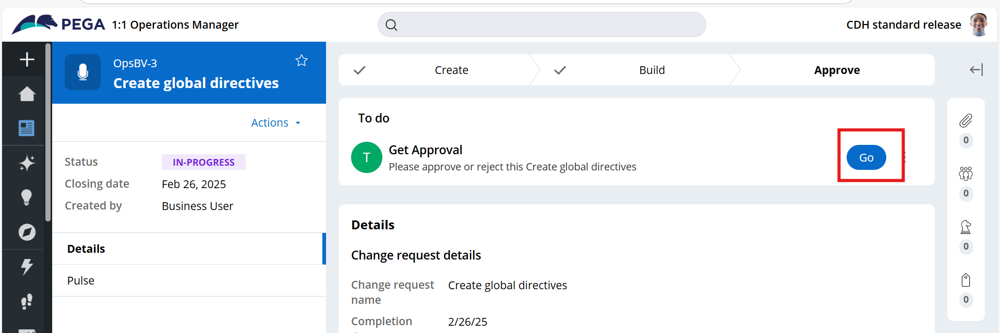 PEGA 1:1 Operations Manager
CDH standard release
OpsBV-3
Create global directives
Actions
Status IN-PROGRESS
Closing date Feb 26, 2025
Created by Business User
Details
Pulse
Create
Build
Approve
To do
T
Get Approval
Please approve or reject this Create global directives
Go
Details
Change request details
Change request Create global directives
name
Completion 2/26/25
0
0
0
0